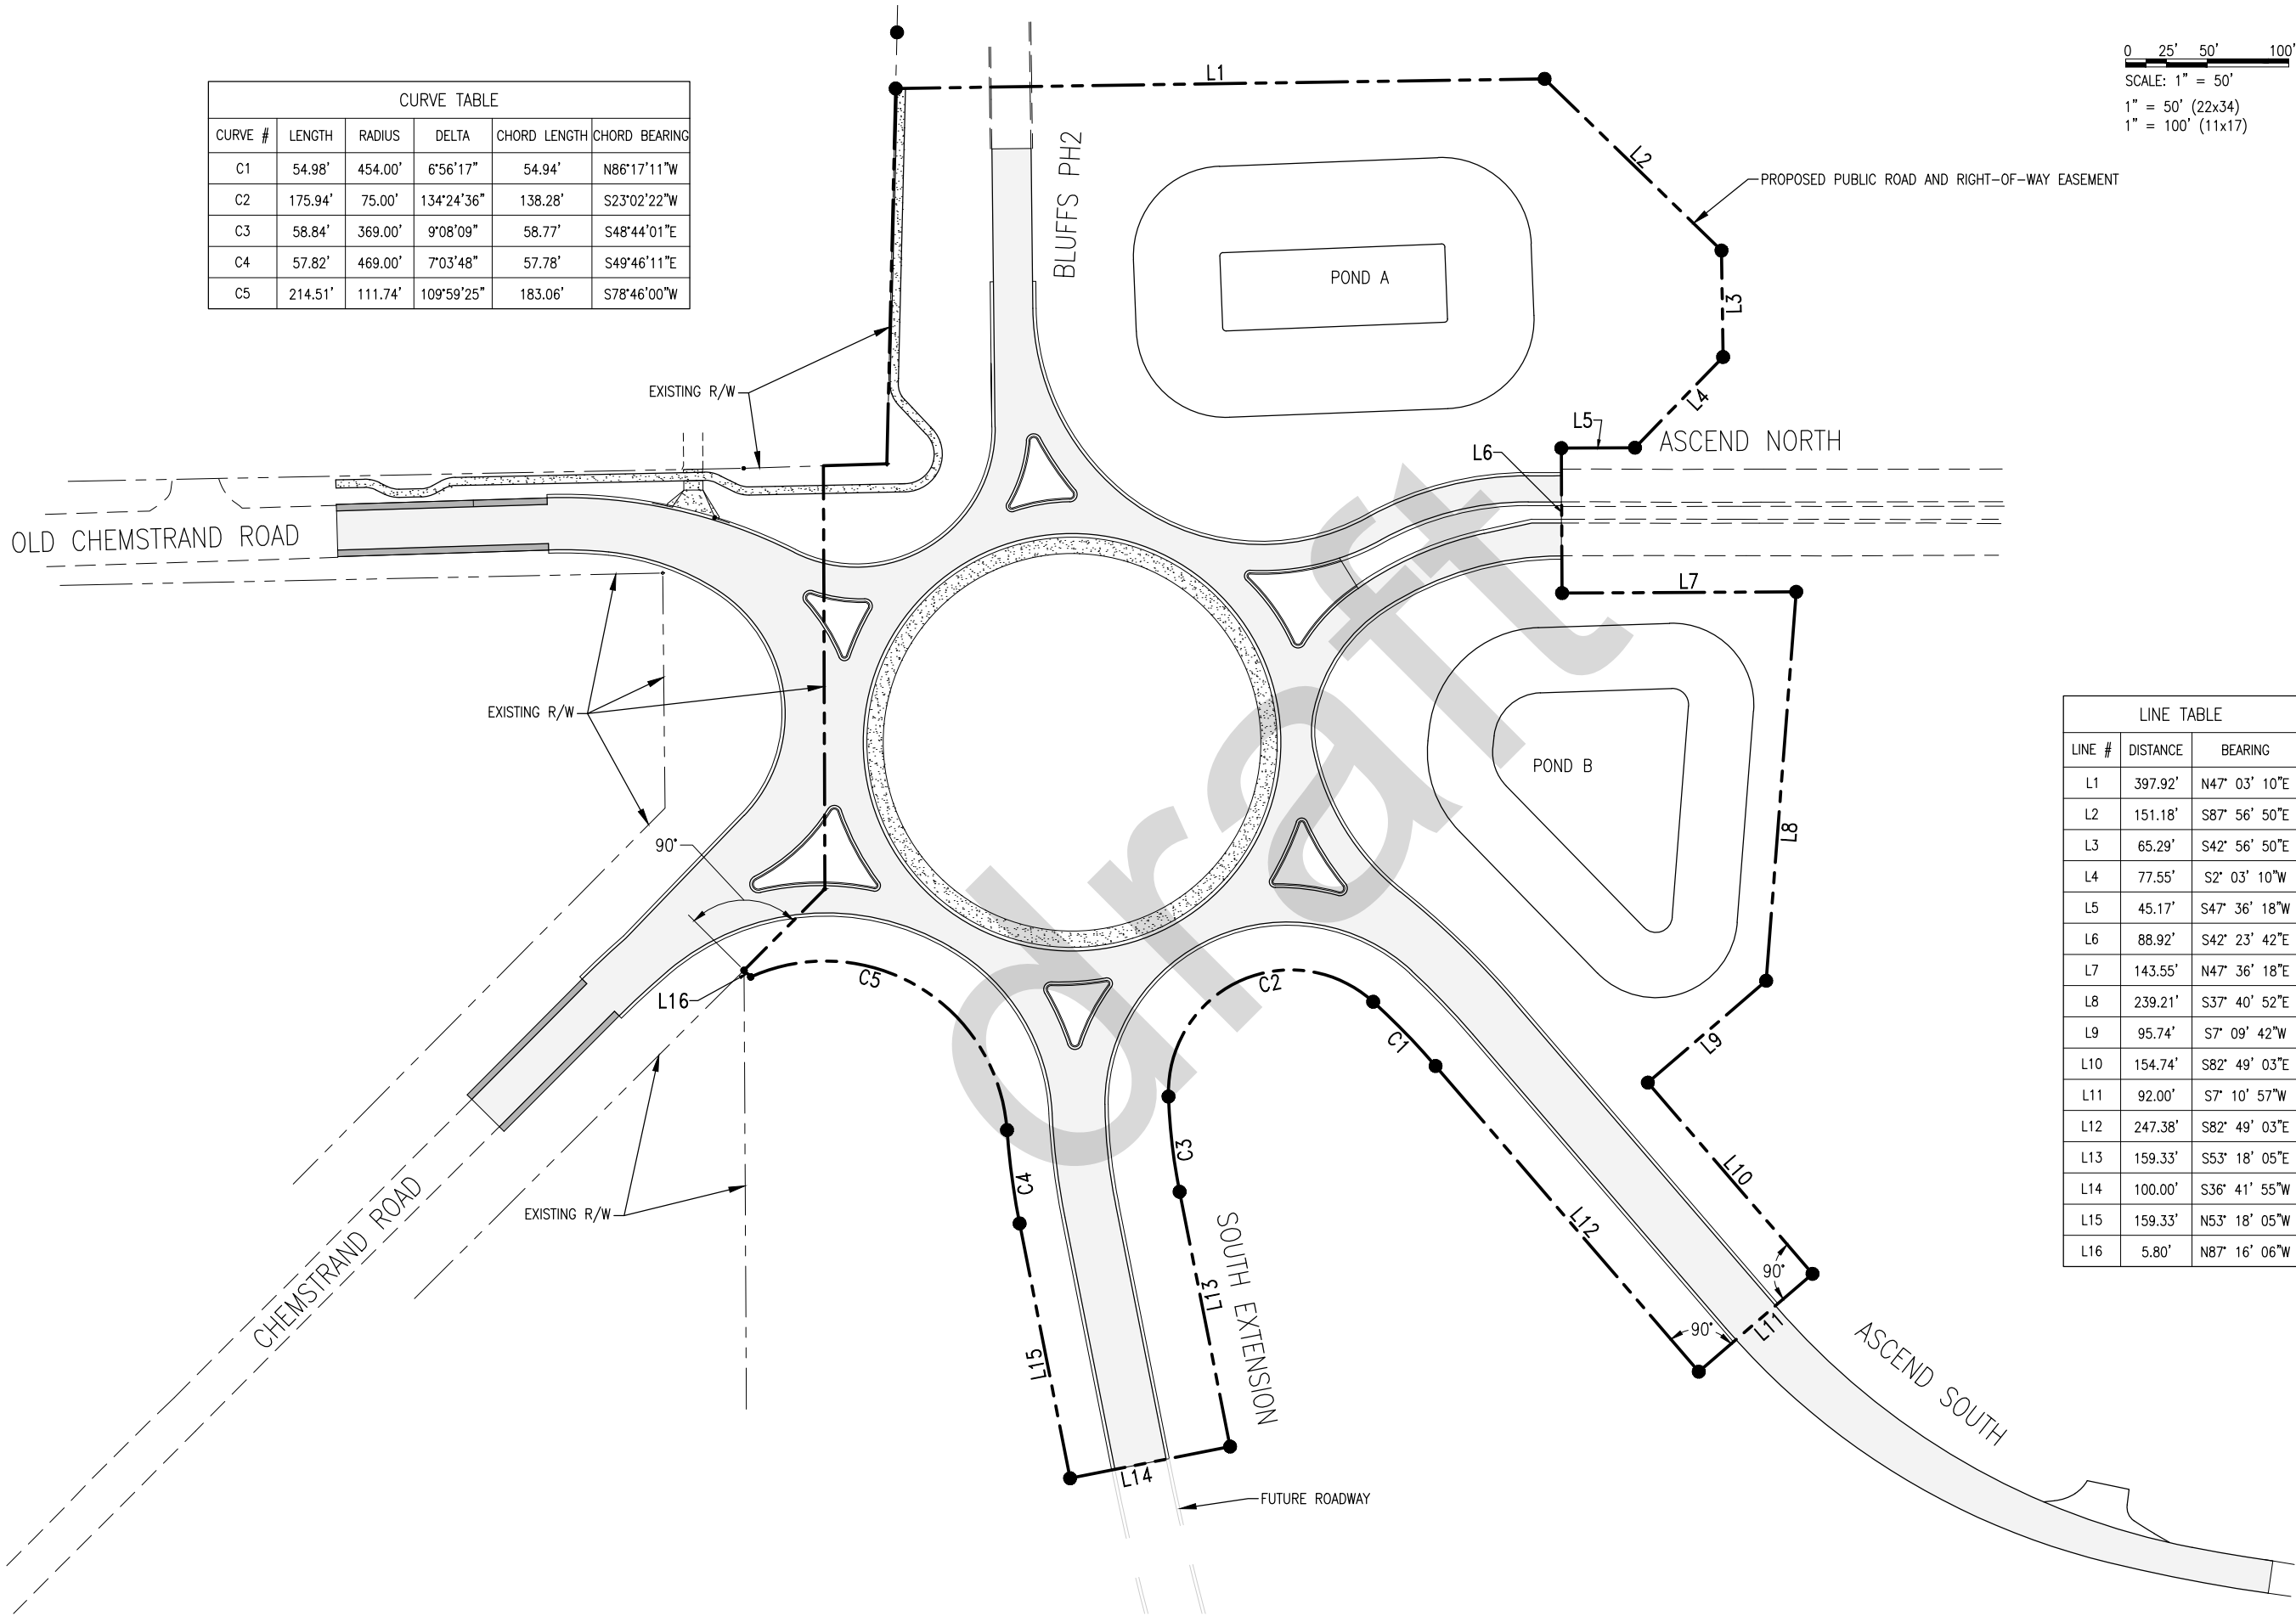 0 25' 50' 100'
SCALE: 1" = 50'
1" = 50' (22x34)
1" = 100' (11x17)
CURVE TABLE
CURVE # LENGTH RADIUS DELTA CHORD LENGTH CHORD BEARING
C1 54.98' 454.00' 6°56'17" 54.94' N86°17'11"W
C2 175.94' 75.00' 134°24'36" 138.28' S23°02'22"W
C3 58.84' 369.00' 9°08'09" 58.77' S48°44'01"E
C4 57.82' 469.00' 7°03'48" 57.78' S49°46'11"E
C5 214.51' 111.74' 109°59'25" 183.06' S78°46'00"W
L1
L2
PROPOSED PUBLIC ROAD AND RIGHT-OF-WAY EASEMENT
BLUFFS PH2
POND A
L3
EXISTING R/W
L4
L5
ASCEND NORTH
L6
OLD CHEMSTRAND ROAD
L7
EXISTING R/W
POND B
L8
90°
draft
LINE TABLE
LINE # DISTANCE BEARING
L1 397.92' N47° 03' 10"E
L2 151.18' S87° 56' 50"E
L3 65.29' S42° 56' 50"E
L4 77.55' S2° 03' 10"W
L5 45.17' S47° 36' 18"W
L6 88.92' S42° 23' 42"E
L7 143.55' N47° 36' 18"E
L8 239.21' S37° 40' 52"E
L9 95.74' S7° 09' 42"W
L10 154.74' S82° 49' 03"E
L11 92.00' S7° 10' 57"W
L12 247.38' S82° 49' 03"E
L13 159.33' S53° 18' 05"E
L14 100.00' S36° 41' 55"W
L15 159.33' N53° 18' 05"W
L16 5.80' N87° 16' 06"W
C5
C2
L16
C1
L9
C3
C4
L10
EXISTING R/W
CHEMSTRAND ROAD
L12
SOUTH EXTENSION
L13
90°
90°
L11
L15
ASCEND SOUTH
L14
FUTURE ROADWAY